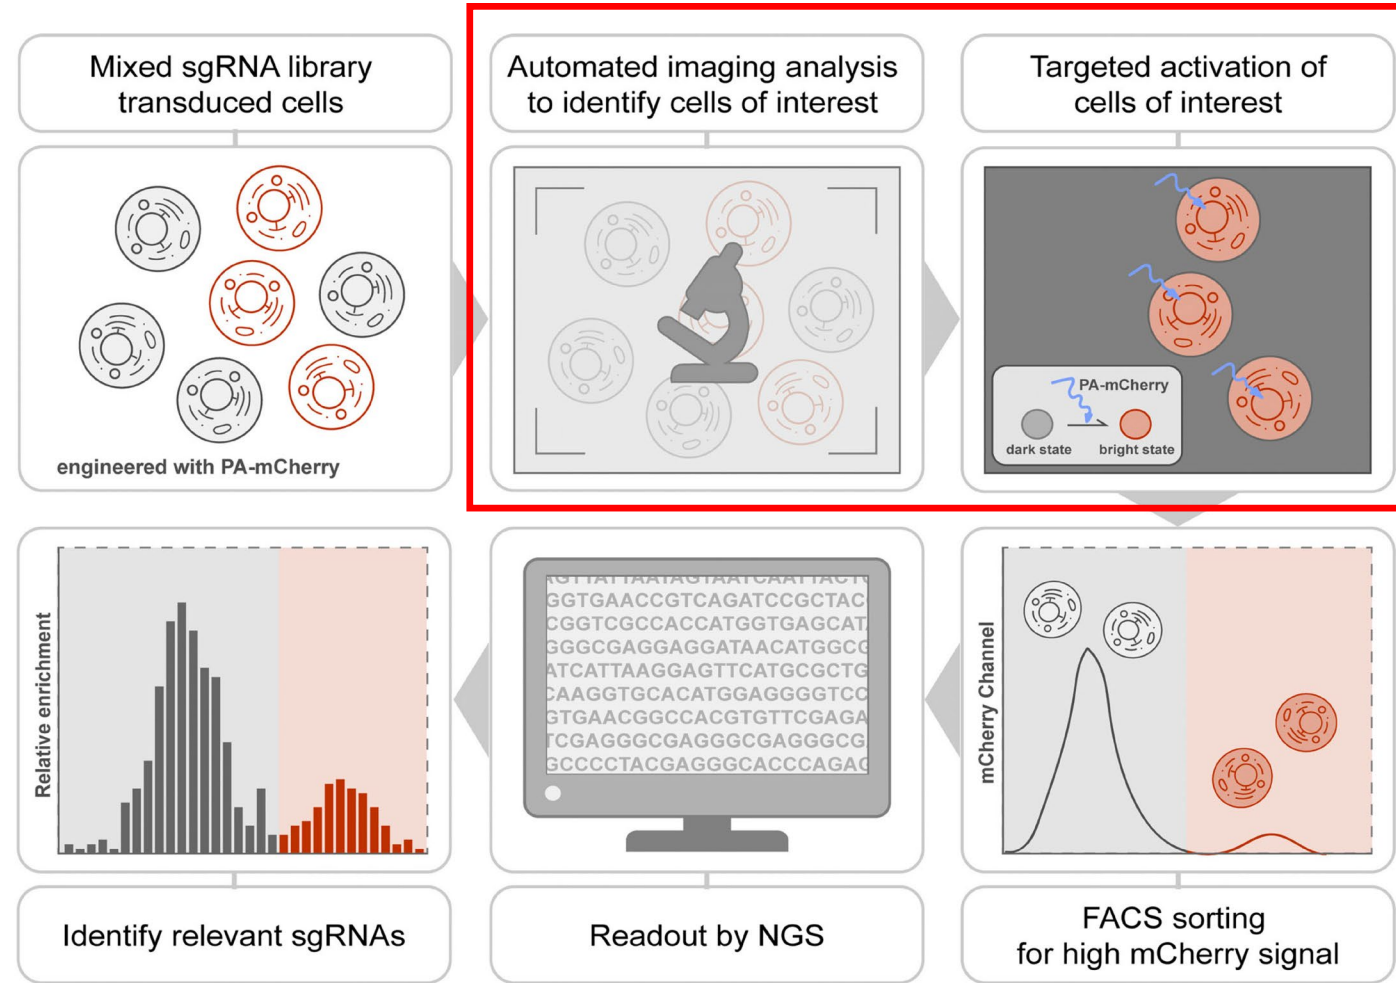 Mixed sgRNA library
transduced cells
Automated imaging analysis
to identify cells of interest
Targeted activation of
cells of interest
engineered with PA-mCherry
PA-mCherry
dark state
bright state
Relative enrichment
AGTTATTAATAGTAATCAATTACTC
GGTGAACCGTCAGATCCGCTAC
CGGTCGCCACCATGGTGAGCAT
GGGCGAGGAGGATAACATGGCG
ATCATTAAGGAGTTCATGCGCTG
CAAGGTGCACATGGAGGGGTCC
GTGAACGGCCACGTGTTCGAGA
TCGAGGGCGAGGGCGAGGGCG
GCCCCTACGAGGGCACCCAGAC
mCherry Channel
Identify relevant sgRNAs
Readout by NGS
FACS sorting
for high mCherry signal